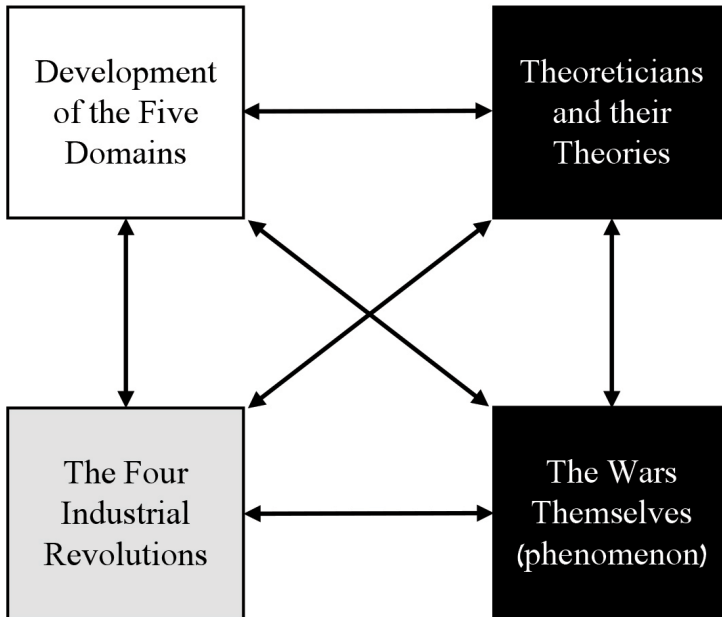 Development
of the Five
Domains
Theoreticians
and their
Theories
The Four
Industrial
Revolutions
The Wars
Themselves
(phenomenon)